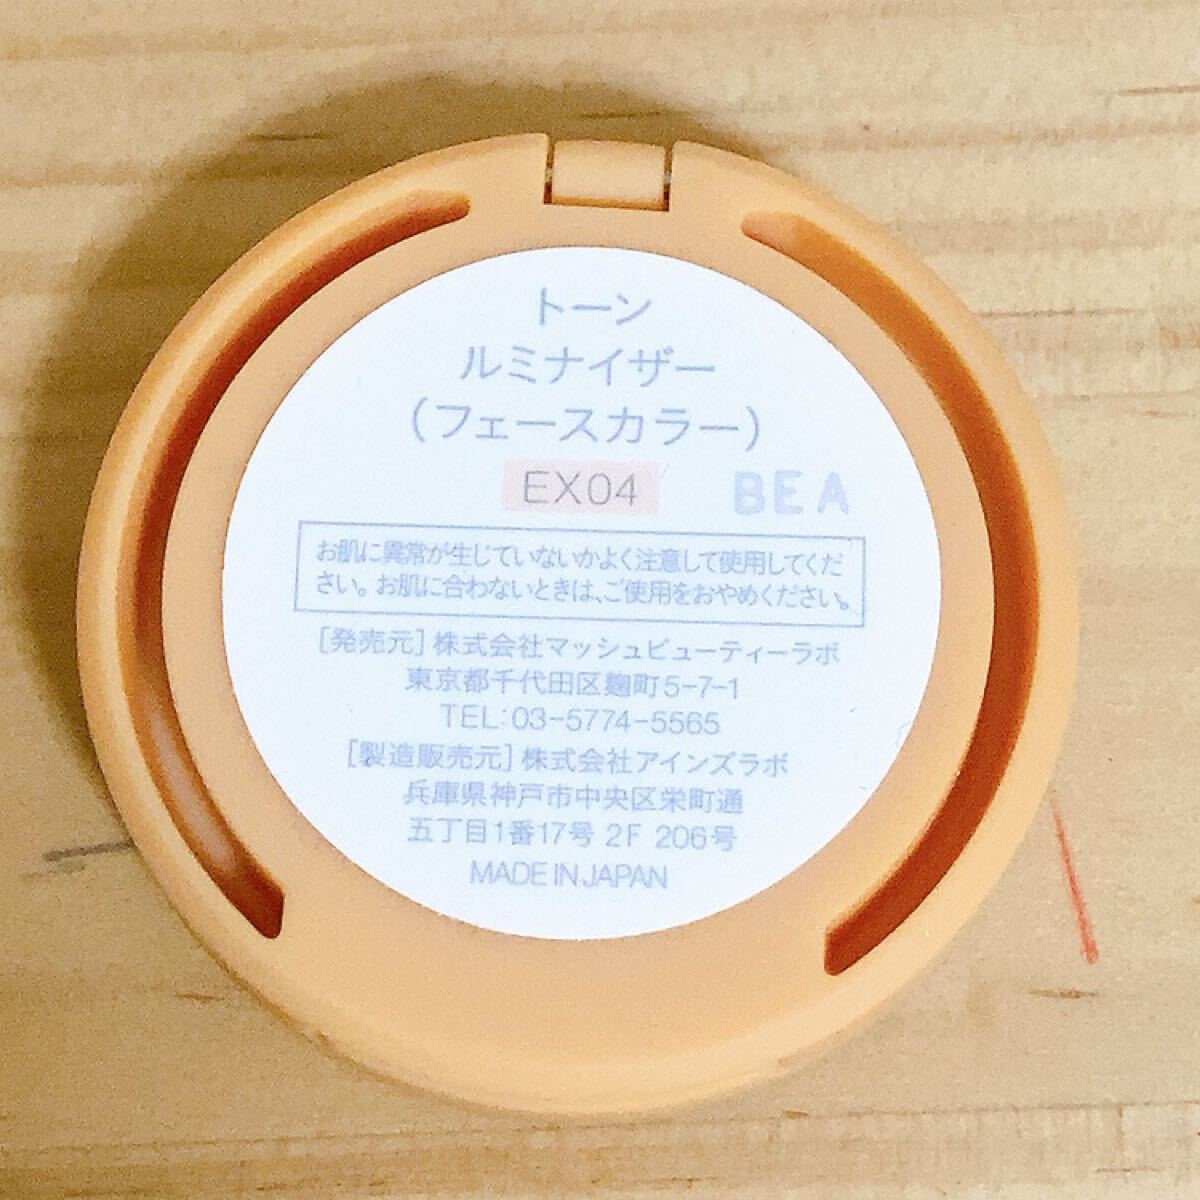 トーン
ルミナイザー
(フェースカラー)
EX04 BEA
お肌に異常が生じていないかよく注意して使用してくだ
さい。お肌に合わないときは、ご使用をおやめください。
[発売元]株式会社マッシュビューティーラボ
東京都千代田区麹町5-7-1
TEL:03-5774-5565
[製造販売元]株式会社アインズラボ
兵庫県神戸市中央区栄町通
五丁目1番17号 2F 206号
MADE IN JAPAN